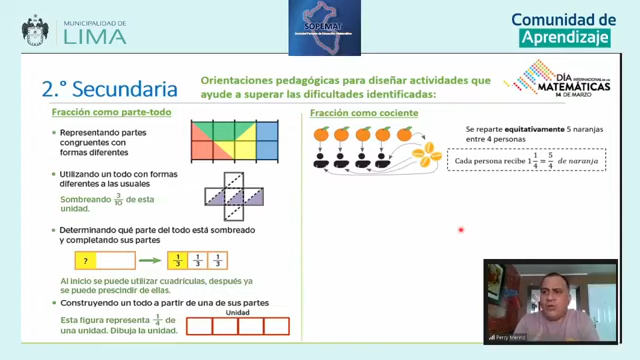 MUNICIPALIDAD DE
LIMA
SOPEMAT
Comunidad de
Aprendizaje
2.° Secundaria
Orientaciones pedagógicas para diseñar actividades que
ayude a superar las dificultades identificadas:
DÍA
INTERNACIONAL DE LAS
MATEMÁTICAS
14 DE MARZO
Fracción como parte-todo
Representando partes
congruentes con
formas diferentes
Utilizando un todo con formas
diferentes a las usuales
Sombreando 3/10 de esta
unidad.
Determinando qué parte del todo está sombreado
y completando sus partes
? 1/3 1/3 1/3
Al inicio se puede utilizar cuadrículas, después ya
se puede prescindir de ellas.
Construyendo un todo a partir de una de sus partes
Esta figura representa 1/4 de
una unidad. Dibuja la unidad.
Unidad
Fracción como cociente
Se reparte equitativamente 5 naranjas
entre 4 personas
Cada persona recibe 1 1/4 = 5/4 de naranja
Percy Merino